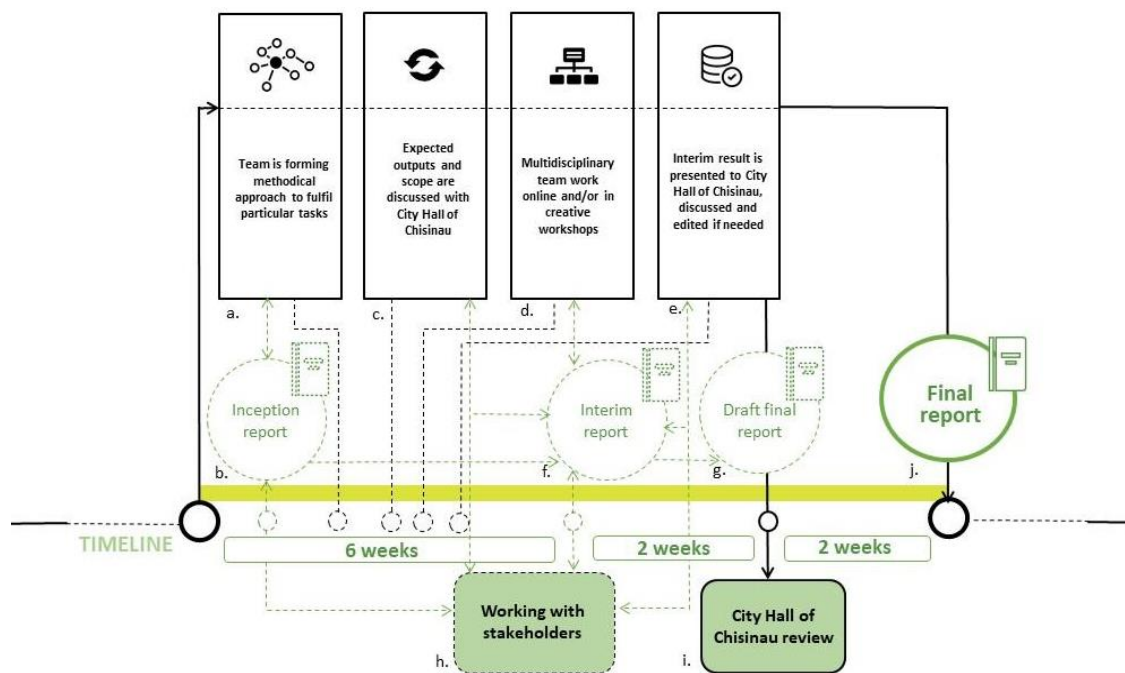 Team is forming
methodical
approach to fulfil
particular tasks
Expected
outputs and
scope are
discussed with
City Hall of
Chisinau
Multidisciplinary
team work
online and/or in
creative
workshops
Interim result is
presented to City
Hall of Chisinau,
discussed and
edited if needed
a.
c.
d.
e.
Inception
report
Interim
report
Draft final
report
Final
report
b.
f.
g.
j.
TIMELINE
6 weeks
2 weeks
2 weeks
Working with
stakeholders
h.
City Hall of
Chisinau review
i.